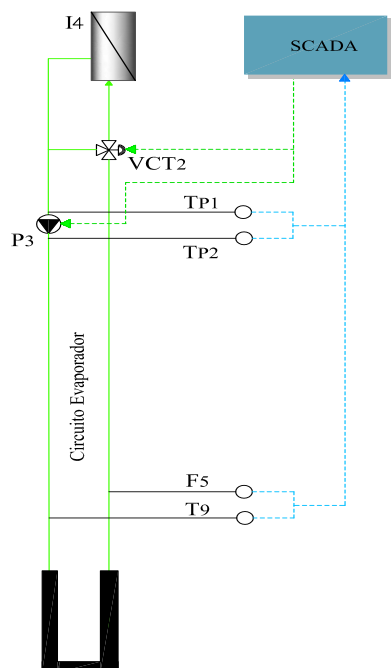 I4
SCADA
VCT2
TP1
P3
TP2
Circuito Evaporador
F5
T9